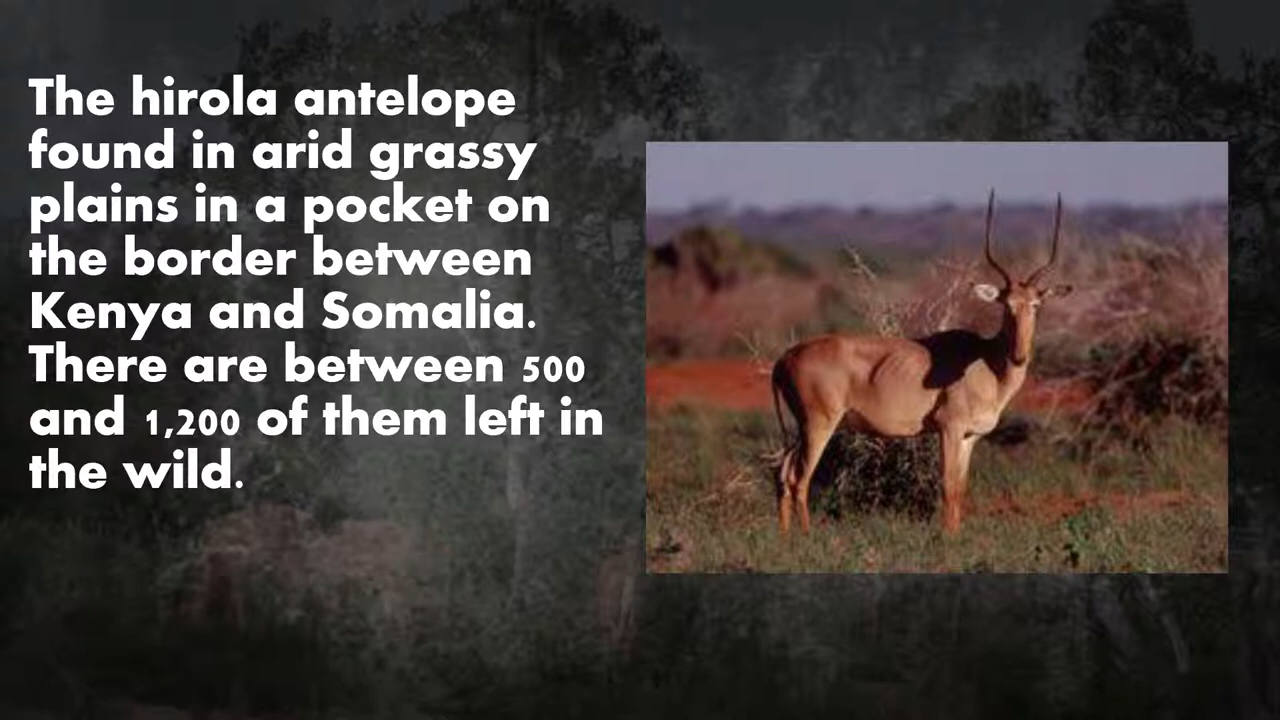 The hirola antelope
found in arid grassy
plains in a pocket on
the border between
Kenya and Somalia.
There are between 500
and 1,200 of them left in
the wild.